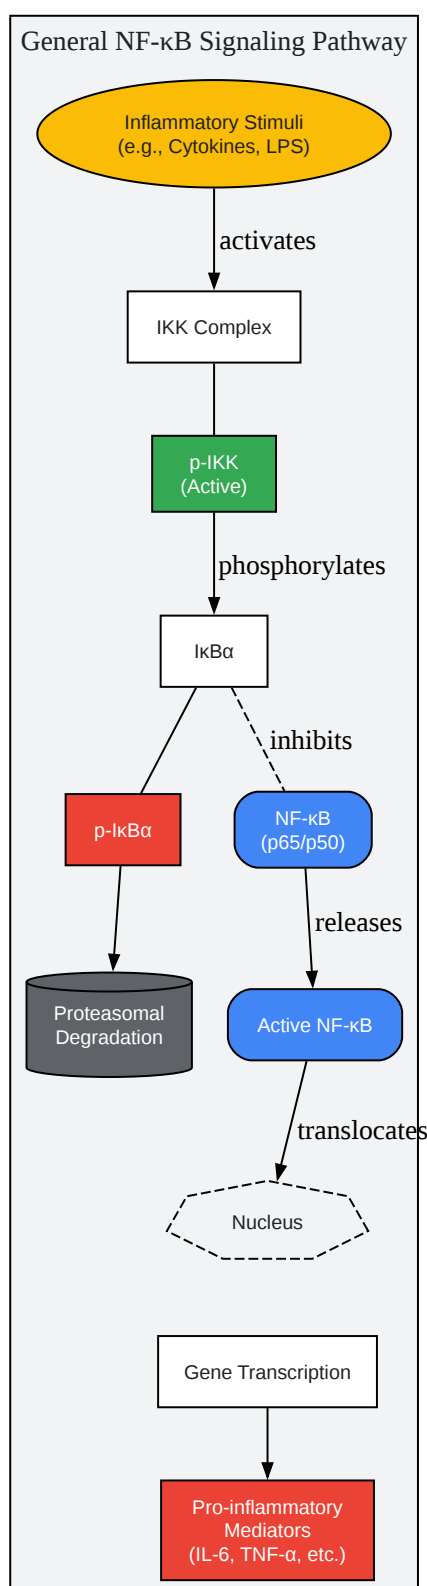 General NF-κB Signaling Pathway
Inflammatory Stimuli
(e.g., Cytokines, LPS)
activates
IKK Complex
p-IKK
(Active)
phosphorylates
IκBα
inhibits
p-IκBα
NF-κB
(p65/p50)
releases
Proteasomal
Degradation
Active NF-κB
translocates
Nucleus
Gene Transcription
Pro-inflammatory
Mediators
(IL-6, TNF-α, etc.)